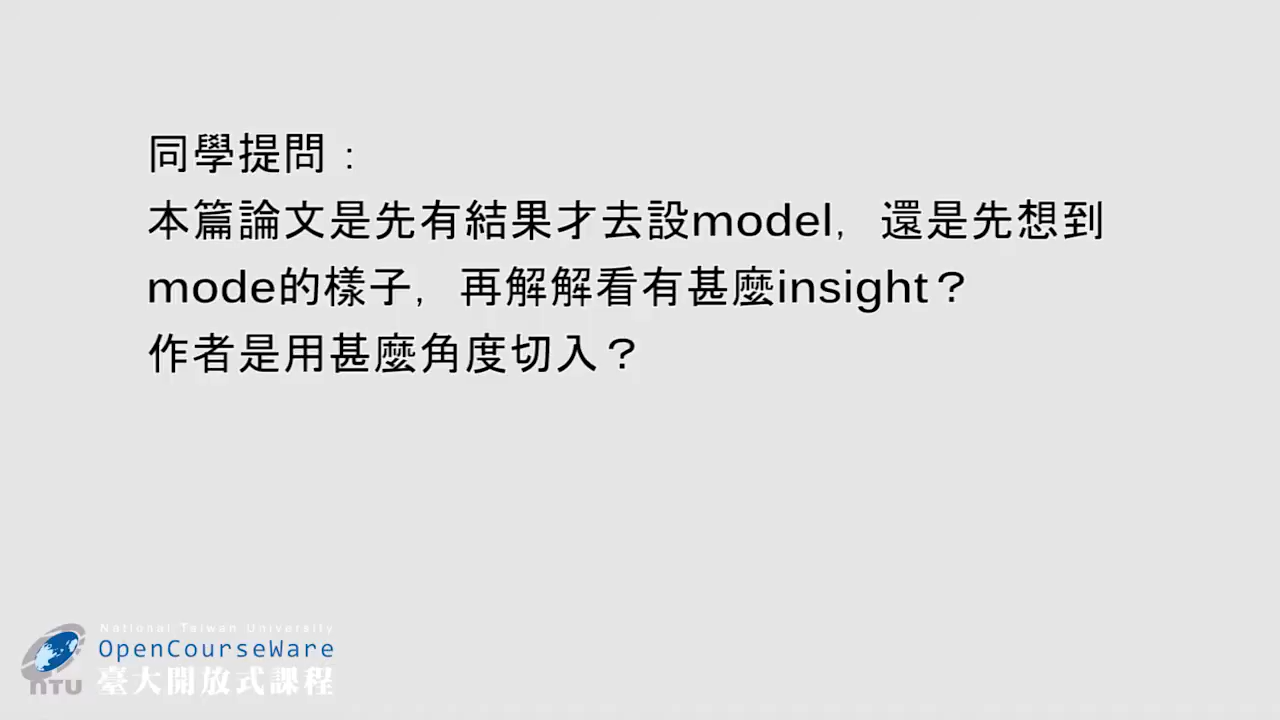 同學提問：
本篇論文是先有結果才去設model，還是先想到
mode的樣子，再解解看有甚麼insight？
作者是用甚麼角度切入？
National Taiwan University
OpenCourseWare
NTU 臺大開放式課程